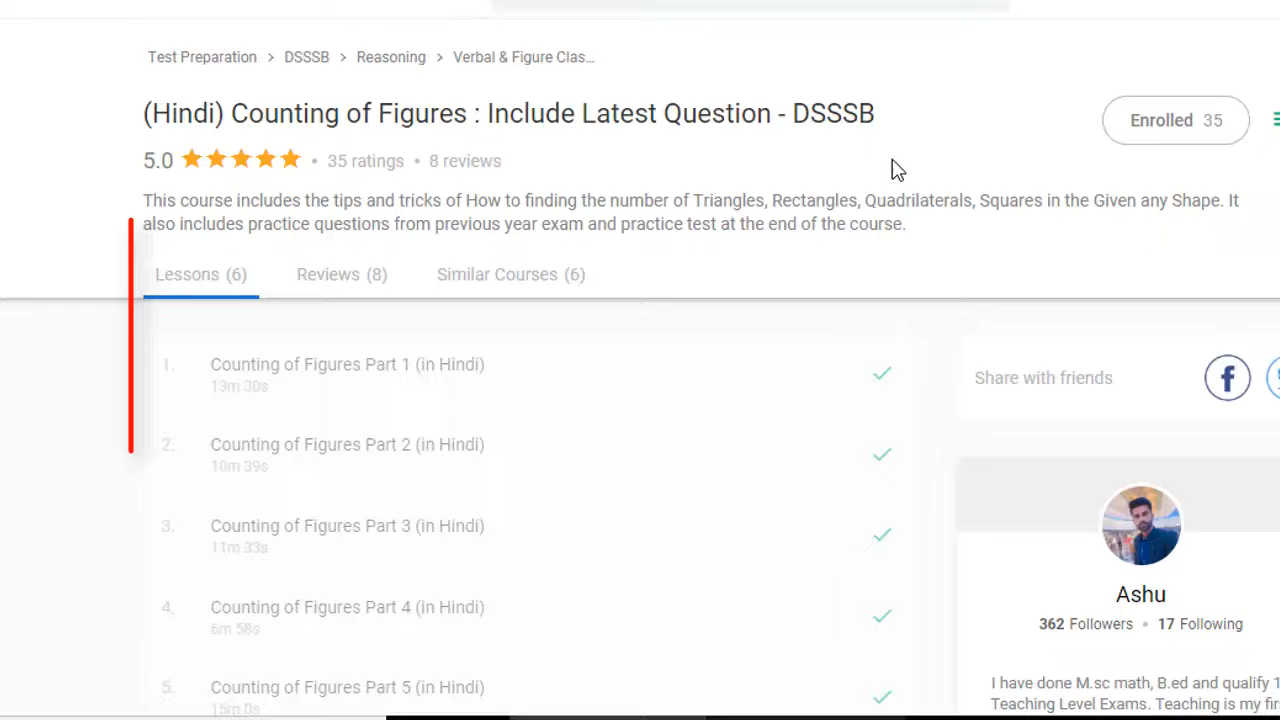 Test Preparation > DSSSB > Reasoning > Verbal & Figure Clas...
(Hindi) Counting of Figures : Include Latest Question - DSSSB
Enrolled 35
5.0 • 35 ratings • 8 reviews
This course includes the tips and tricks of How to finding the number of Triangles, Rectangles, Quadrilaterals, Squares in the Given any Shape. It
also includes practice questions from previous year exam and practice test at the end of the course.
Lessons (6) Reviews (8) Similar Courses (6)
1. Counting of Figures Part 1 (in Hindi)
13m 30s
2. Counting of Figures Part 2 (in Hindi)
10m 39s
3. Counting of Figures Part 3 (in Hindi)
11m 33s
4. Counting of Figures Part 4 (in Hindi)
6m 58s
5. Counting of Figures Part 5 (in Hindi)
15m 0s
Share with friends
Ashu
362 Followers • 17 Following
I have done M.sc math, B.ed and qualify 1
Teaching Level Exams. Teaching is my fir